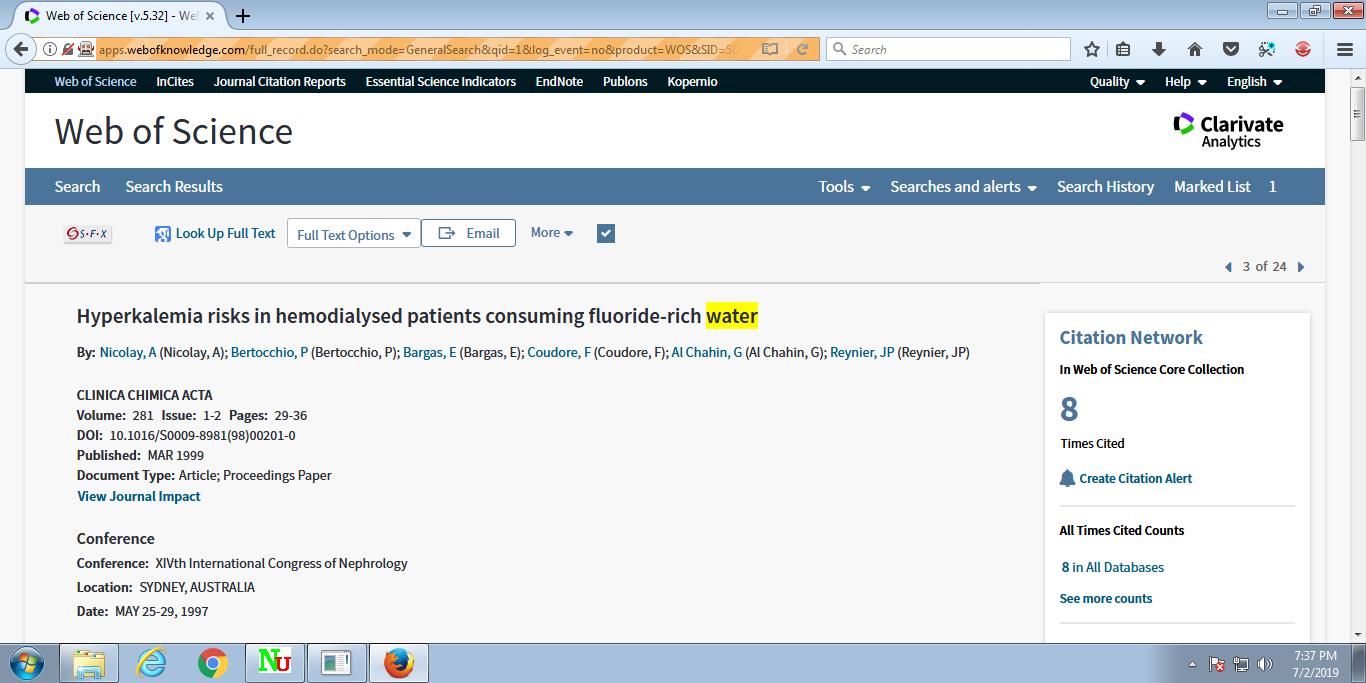 Web of Science [v.5.32] - We
apps.webofknowledge.com/full_record.do?search_mode=GeneralSearch&qid=1&log_event=no&product=WOS&SID=5
Search
Web of Science InCites Journal Citation Reports Essential Science Indicators EndNote Publons Kopernio Quality Help English
Web of Science
Clarivate
Analytics
Search Search Results Tools Searches and alerts Search History Marked List 1
S·F·X Look Up Full Text Full Text Options Email More
3 of 24
Hyperkalemia risks in hemodialysed patients consuming fluoride-rich water
By: Nicolay, A (Nicolay, A); Bertocchio, P (Bertocchio, P); Bargas, E (Bargas, E); Coudore, F (Coudore, F); Al Chahin, G (Al Chahin, G); Reynier, JP (Reynier, JP)
CLINICA CHIMICA ACTA
Volume: 281 Issue: 1-2 Pages: 29-36
DOI: 10.1016/S0009-8981(98)00201-0
Published: MAR 1999
Document Type: Article; Proceedings Paper
View Journal Impact
Conference
Conference: XIVth International Congress of Nephrology
Location: SYDNEY, AUSTRALIA
Date: MAY 25-29, 1997
Citation Network
In Web of Science Core Collection
8
Times Cited
Create Citation Alert
All Times Cited Counts
8 in All Databases
See more counts
NU
7:37 PM
7/2/2019